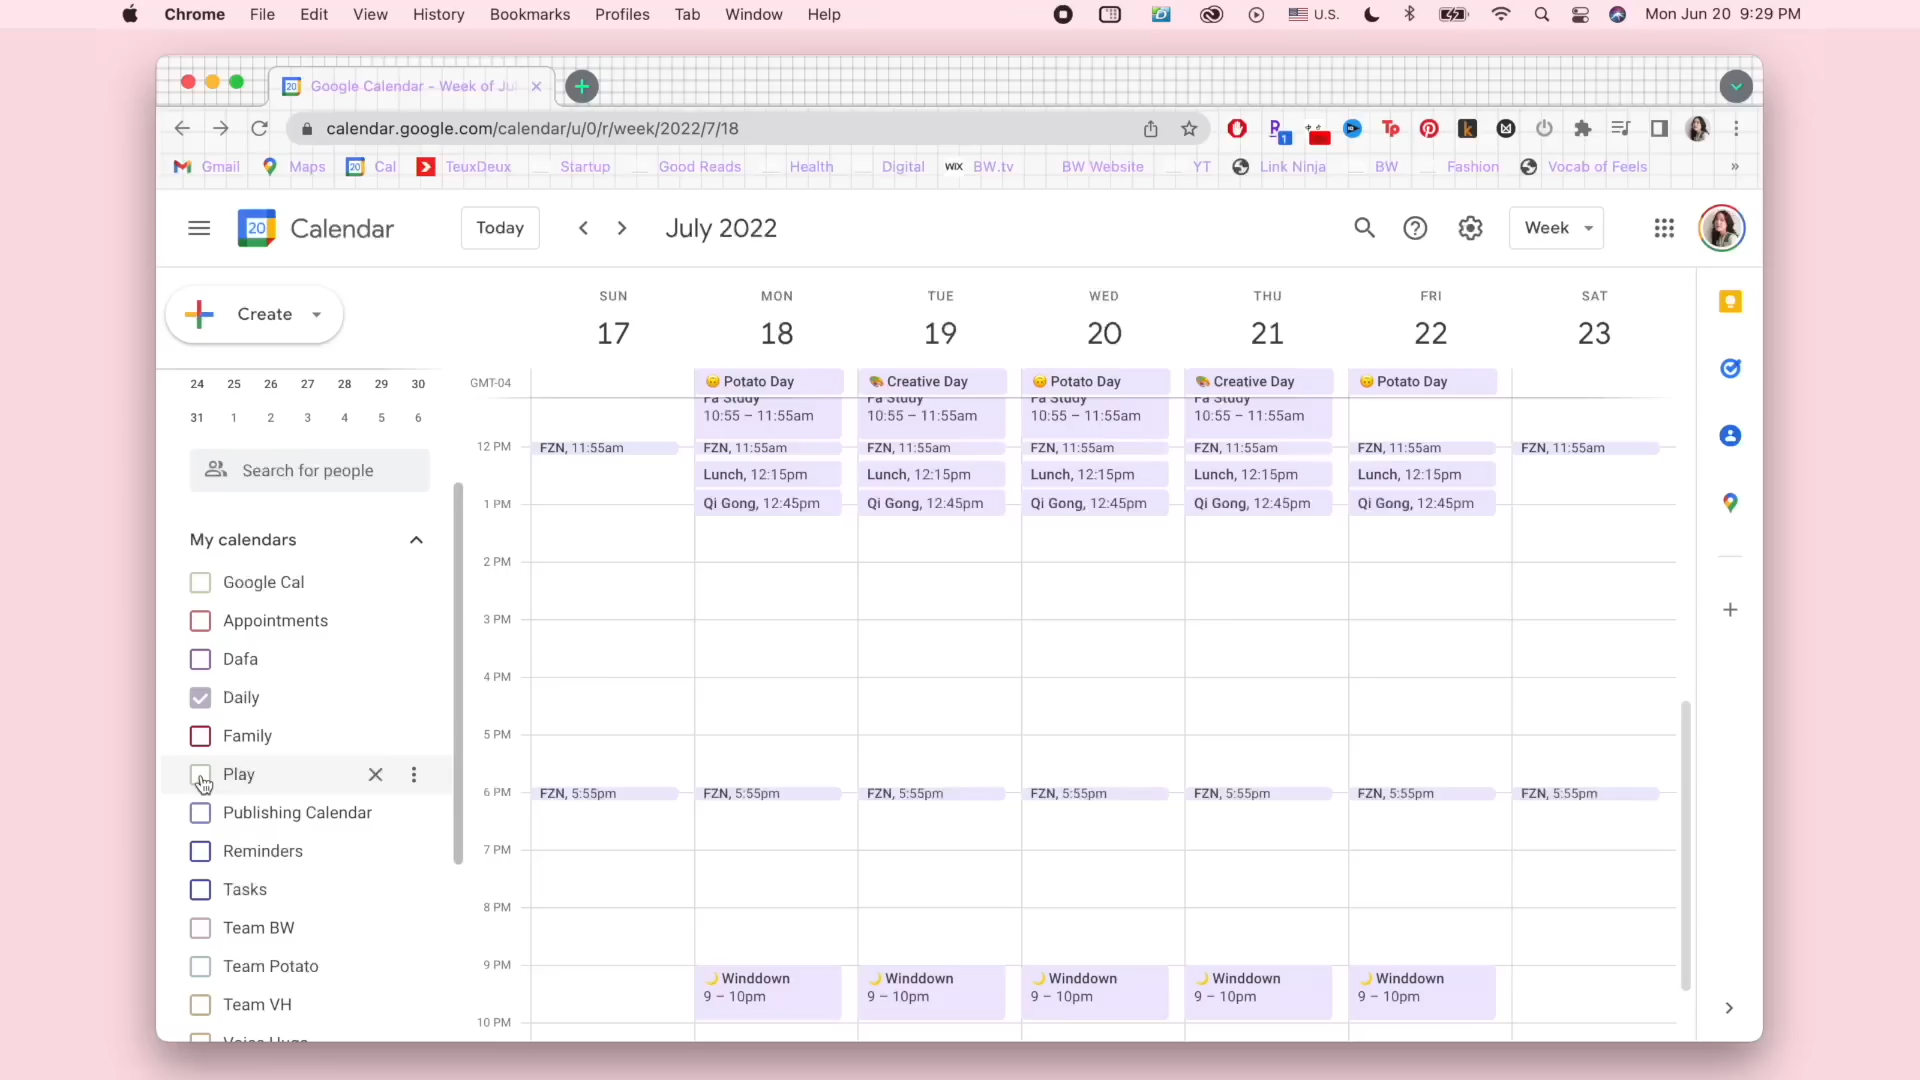 Chrome File Edit View History Bookmarks Profiles Tab Window Help U.S. Mon Jun 20 9:29 PM
20 Google Calendar - Week of Ju
calendar.google.com/calendar/u/0/r/week/2022/7/18
Gmail Maps 20 Cal TeuxDeux Startup Good Reads Health Digital WIX BW.tv BW Website YT Link Ninja BW Fashion Vocab of Feels »
20 Calendar Today July 2022 Week
Create
SUN MON TUE WED THU FRI SAT
17 18 19 20 21 22 23
24 25 26 27 28 29 30
31 1 2 3 4 5 6
GMT-04 Potato Day Creative Day Potato Day Creative Day Potato Day
Fa Study Fa Study Fa Study Fa Study
10:55 – 11:55am 10:55 – 11:55am 10:55 – 11:55am 10:55 – 11:55am
12 PM FZN, 11:55am FZN, 11:55am FZN, 11:55am FZN, 11:55am FZN, 11:55am FZN, 11:55am FZN, 11:55am
Lunch, 12:15pm Lunch, 12:15pm Lunch, 12:15pm Lunch, 12:15pm Lunch, 12:15pm
1 PM Qi Gong, 12:45pm Qi Gong, 12:45pm Qi Gong, 12:45pm Qi Gong, 12:45pm Qi Gong, 12:45pm
2 PM
3 PM
4 PM
5 PM
6 PM FZN, 5:55pm FZN, 5:55pm FZN, 5:55pm FZN, 5:55pm FZN, 5:55pm FZN, 5:55pm FZN, 5:55pm
7 PM
8 PM
9 PM
Winddown Winddown Winddown Winddown Winddown
9 – 10pm 9 – 10pm 9 – 10pm 9 – 10pm 9 – 10pm
10 PM
Search for people
My calendars
Google Cal
Appointments
Dafa
Daily
Family
Play
Publishing Calendar
Reminders
Tasks
Team BW
Team Potato
Team VH